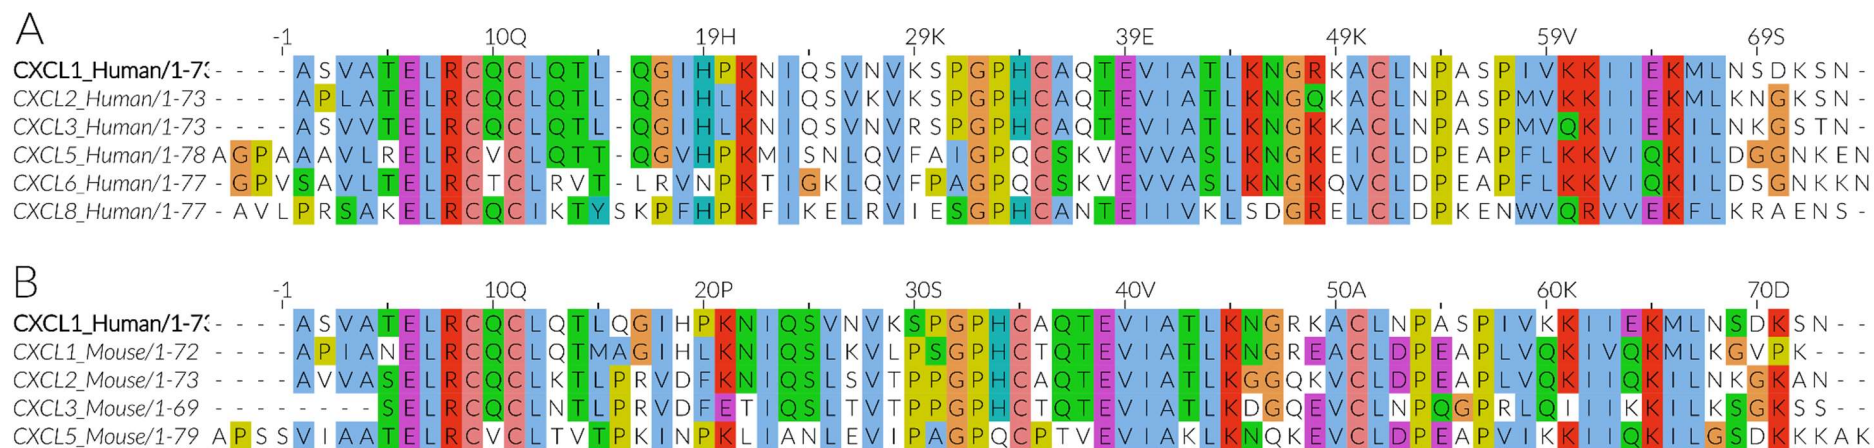 A
-1 10Q 19H 29K 39E 49K 59V 69S
CXCL1_Human/1-73 - - - - A S V A T E L R C Q C L Q T L - Q G I H P K N I Q S V N V K S P G P H C A Q T E V I A T L K N G R K A C L N P A S P I V K K I I E K M L N S D K S N -
CXCL2_Human/1-73 - - - - A P L A T E L R C Q C L Q T L - Q G I H L K N I Q S V K V K S P G P H C A Q T E V I A T L K N G Q K A C L N P A S P M V K K I I E K M L K N G K S N -
CXCL3_Human/1-73 - - - - A S V V T E L R C Q C L Q T L - Q G I H L K N I Q S V N V R S P G P H C A Q T E V I A T L K N G K K A C L N P A S P M V Q K I I E K I L N K G S T N -
CXCL5_Human/1-78 A G P A A A V L R E L R C V C L Q T T - Q G V H P K M I S N L Q V F A I G P Q C S K V E V V A S L K N G K E I C L D P E A P F L K K V I Q K I L D G G N K E N
CXCL6_Human/1-77 - G P V S A V L T E L R C T C L R V T - L R V N P K T I G K L Q V F P A G P Q C S K V E V V A S L K N G K Q V C L D P E A P F L K K V I Q K I L D S G N K K N
CXCL8_Human/1-77 - A V L P R S A K E L R C Q C I K T Y S K P F H P K F I K E L R V I E S G P H C A N T E I I V K L S D G R E L C L D P K E N W V Q R V V E K F L K R A E N S -
B
-1 10Q 20P 30S 40V 50A 60K 70D
CXCL1_Human/1-73 - - - - A S V A T E L R C Q C L Q T L Q G I H P K N I Q S V N V K S P G P H C A Q T E V I A T L K N G R K A C L N P A S P I V K K I I E K M L N S D K S N - -
CXCL1_Mouse/1-72 - - - - A P I A N E L R C Q C L Q T M A G I H L K N I Q S L K V L P S G P H C T Q T E V I A T L K N G R E A C L D P E A P L V Q K I V Q K M L K G V P K - - -
CXCL2_Mouse/1-73 - - - - A V V A S E L R C Q C L K T L P R V D F K N I Q S L S V T P P G P H C A Q T E V I A T L K G G Q K V C L D P E A P L V Q K I I Q K I L N K G K A N - -
CXCL3_Mouse/1-69 - - - - - - - - S E L R C Q C L N T L P R V D F E T I Q S L T V T P P G P H C T Q T E V I A T L K D G Q E V C L N P Q G P R L Q I I I K K I L K S G K S S - -
CXCL5_Mouse/1-79 A P S S V I A A T E L R C V C L T V T P K I N P K L I A N L E V I P A G P Q C P T V E V I A K L K N Q K E V C L D P E A P V I K K I I Q K I L G S D K K K A K